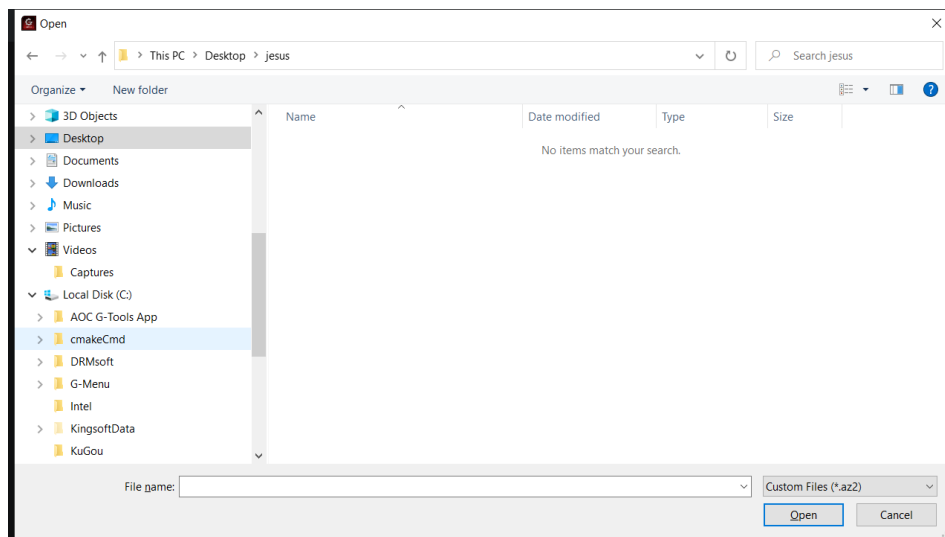 Open
This PC > Desktop > jesus
Search jesus
Organize
New folder
3D Objects
Desktop
Documents
Downloads
Music
Pictures
Videos
Captures
Local Disk (C:)
AOC G-Tools App
cmakeCmd
DRMsoft
G-Menu
Intel
KingsoftData
KuGou
Name
Date modified
Type
Size
No items match your search.
File name:
Custom Files (*.az2)
Open
Cancel